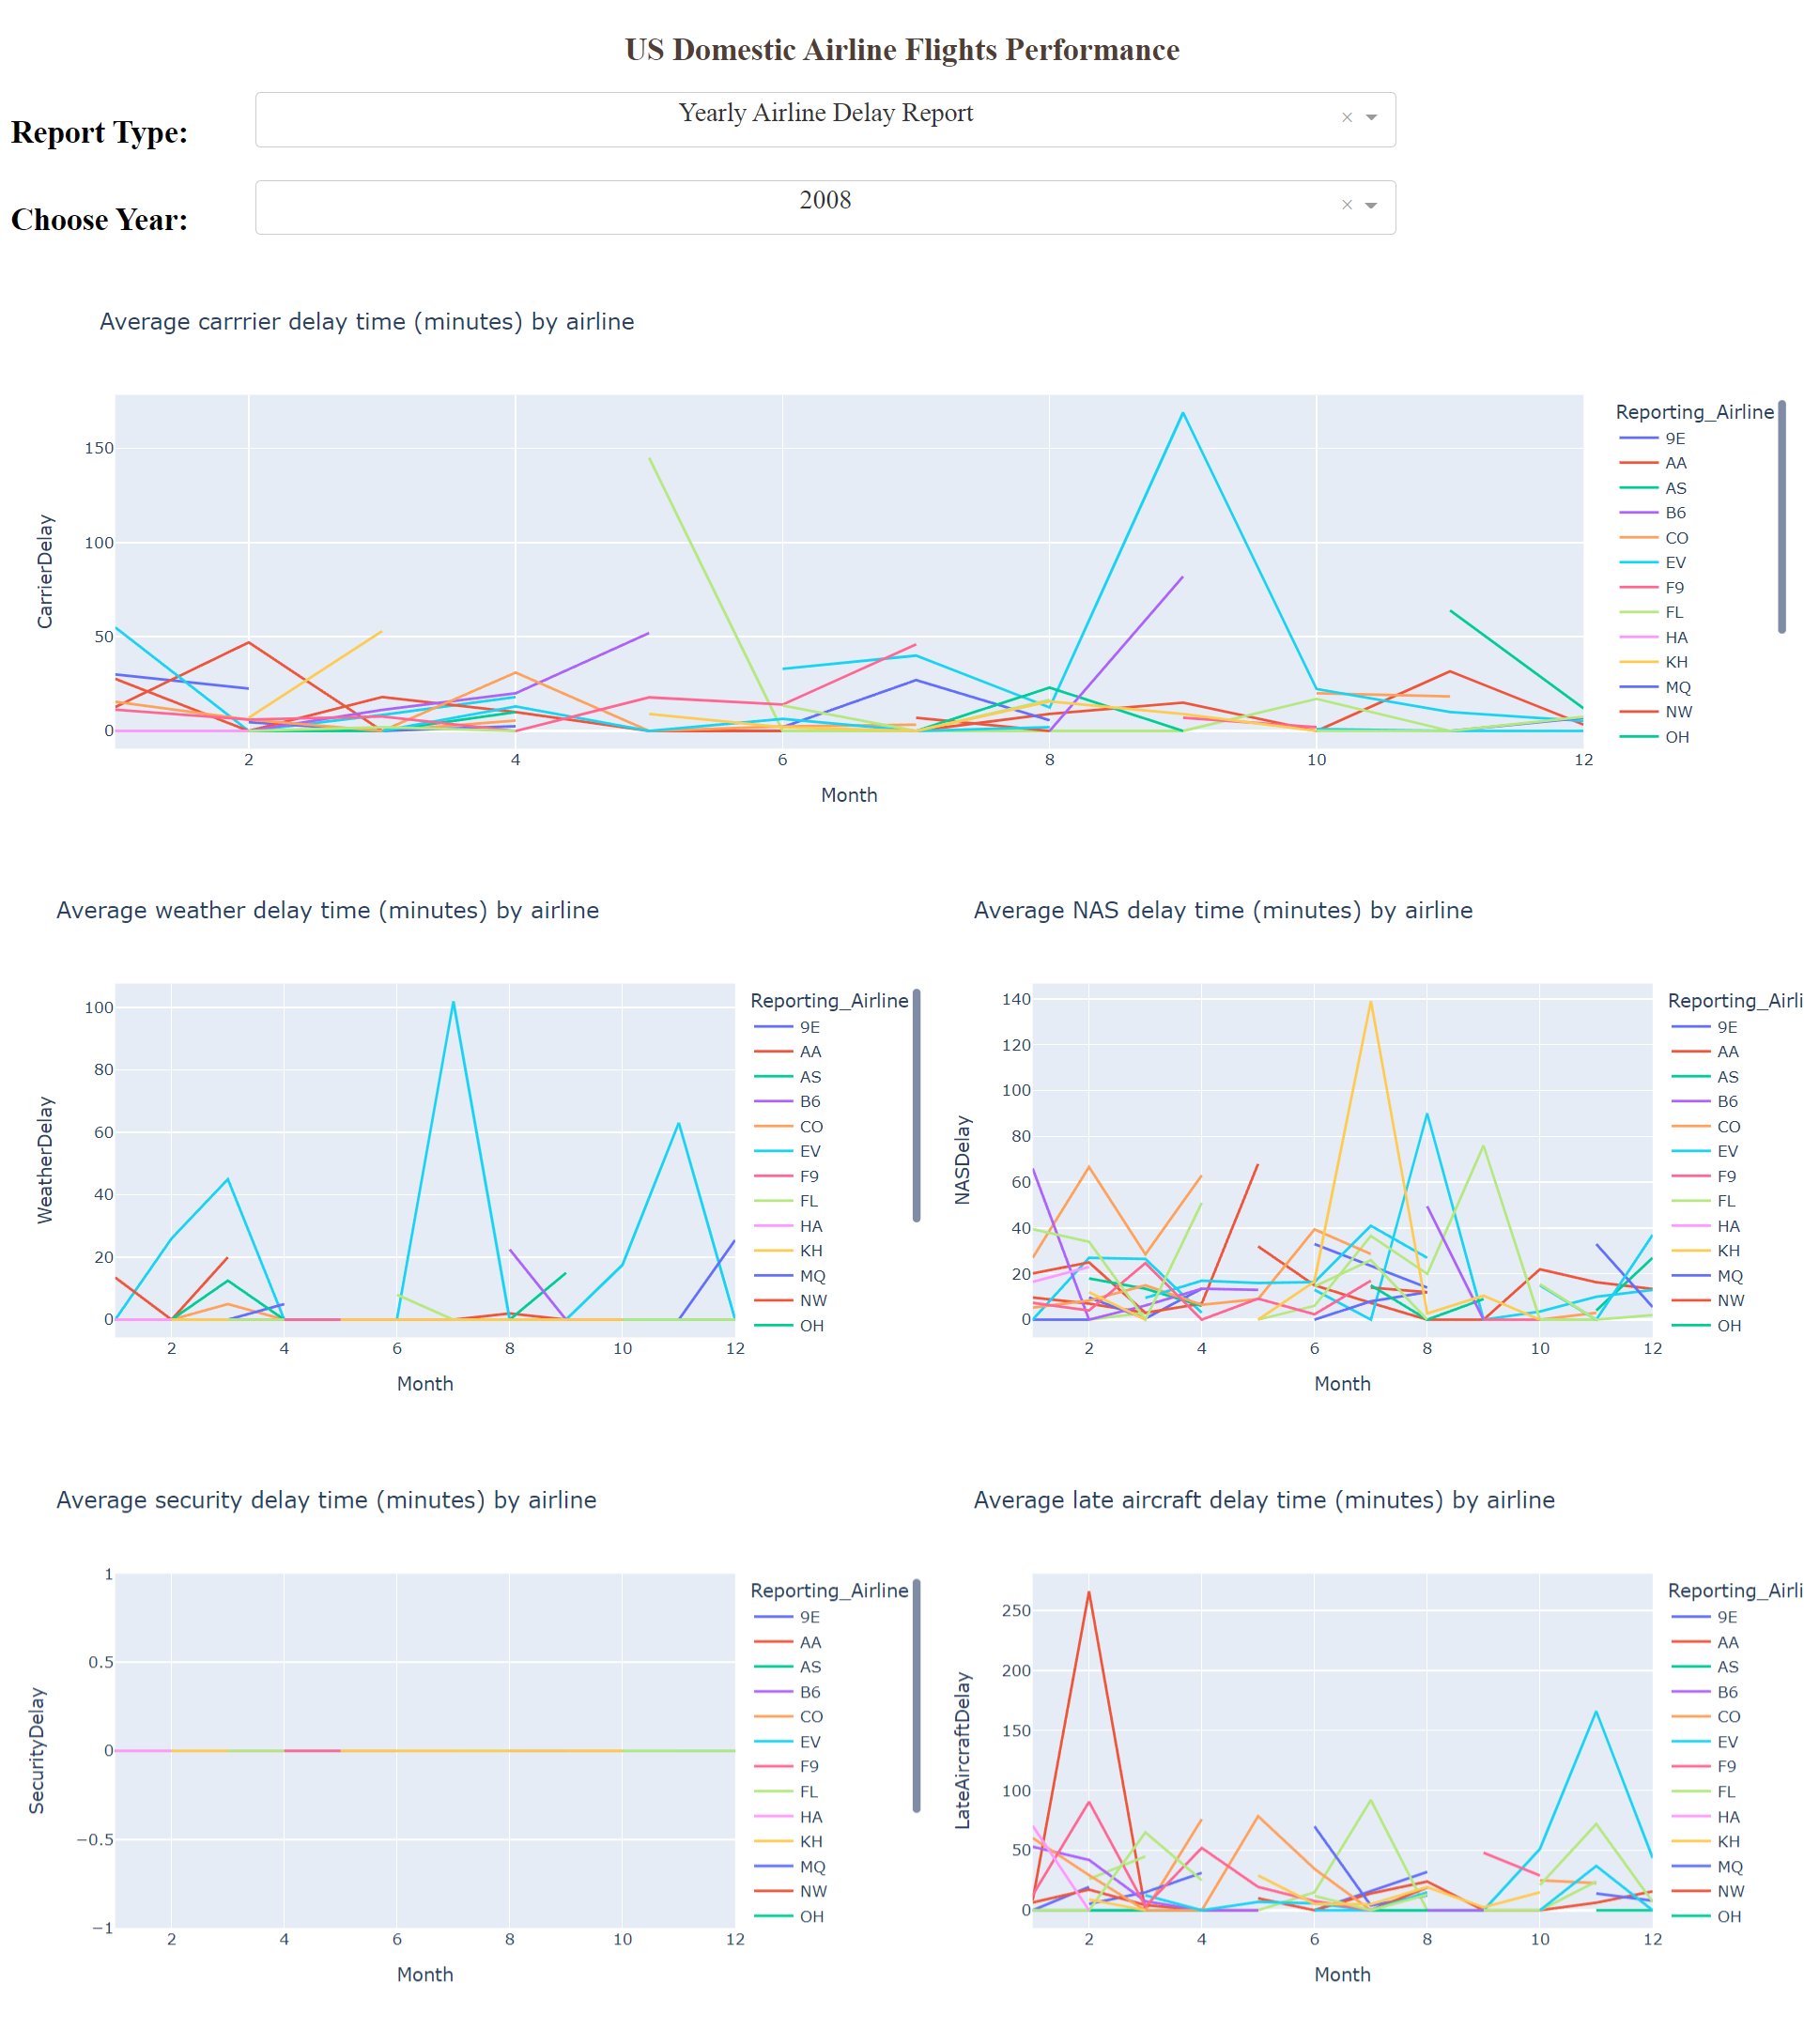 US Domestic Airline Flights Performance
Report Type:
Yearly Airline Delay Report
×
Choose Year:
2008
×
Average carrrier delay time (minutes) by airline
CarrierDelay
150
100
50
0
2 4 6 8 10 12
Month
Reporting_Airline
9E
AA
AS
B6
CO
EV
F9
FL
HA
KH
MQ
NW
OH
Average weather delay time (minutes) by airline
WeatherDelay
100
80
60
40
20
0
2 4 6 8 10 12
Month
Reporting_Airline
9E
AA
AS
B6
CO
EV
F9
FL
HA
KH
MQ
NW
OH
Average NAS delay time (minutes) by airline
NASDelay
140
120
100
80
60
40
20
0
2 4 6 8 10 12
Month
Reporting_Airli
9E
AA
AS
B6
CO
EV
F9
FL
HA
KH
MQ
NW
OH
Average security delay time (minutes) by airline
SecurityDelay
1
0.5
0
−0.5
−1
2 4 6 8 10 12
Month
Reporting_Airline
9E
AA
AS
B6
CO
EV
F9
FL
HA
KH
MQ
NW
OH
Average late aircraft delay time (minutes) by airline
LateAircraftDelay
250
200
150
100
50
0
2 4 6 8 10 12
Month
Reporting_Airli
9E
AA
AS
B6
CO
EV
F9
FL
HA
KH
MQ
NW
OH